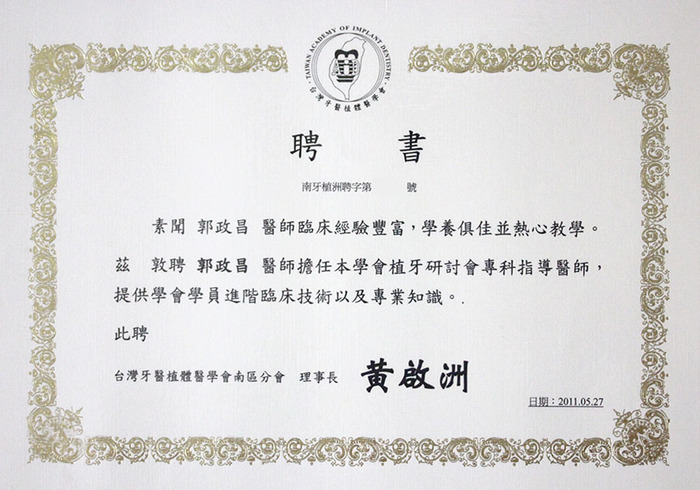 TAIWAN ACADEMY OF IMPLANT DENTISTRY
台灣牙醫植體醫學會
聘 書
南牙植洲聘字第 號
素聞 郭政昌 醫師臨床經驗豐富，學養俱佳並熱心教學。
茲 敦聘 郭政昌 醫師擔任本學會植牙研討會專科指導醫師，
提供學會學員進階臨床技術以及專業知識。.
此聘
台灣牙醫植體醫學會南區分會 理事長 黃啟洲
日期：2011.05.27